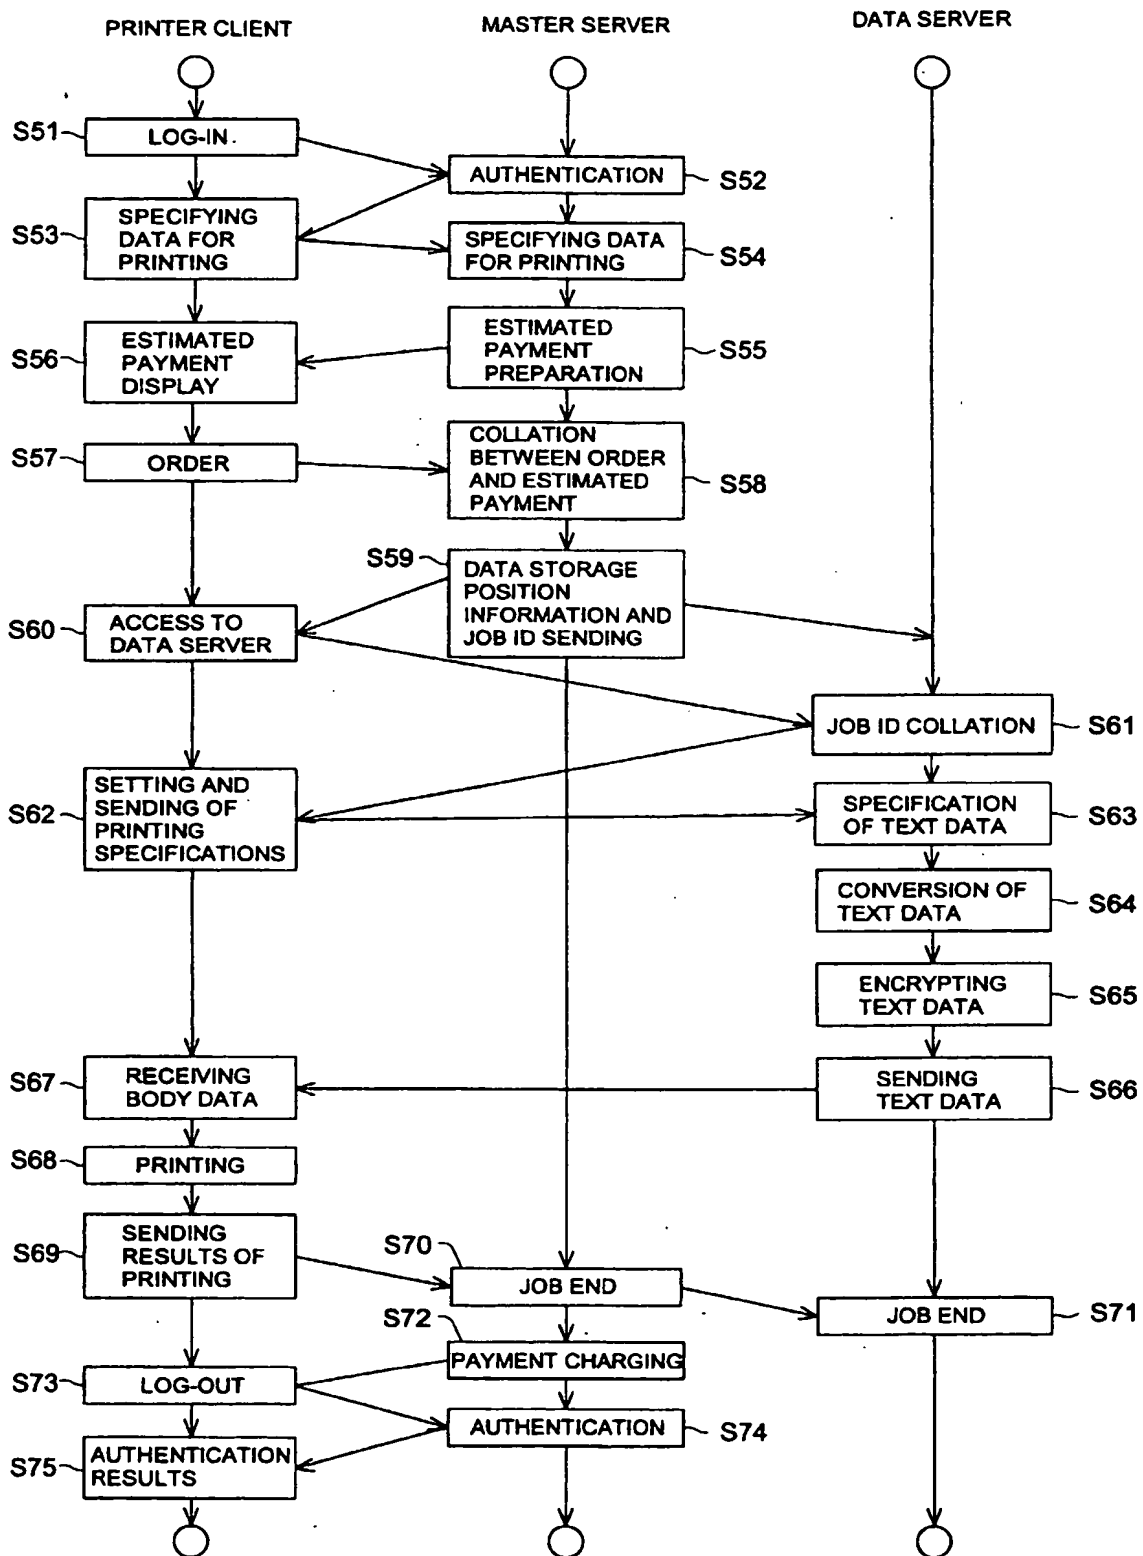 PRINTER CLIENT
MASTER SERVER
DATA SERVER
S51
LOG-IN
AUTHENTICATION
S52
S53
SPECIFYING
DATA FOR
PRINTING
SPECIFYING DATA
FOR PRINTING
S54
S56
ESTIMATED
PAYMENT
DISPLAY
ESTIMATED
PAYMENT
PREPARATION
S55
S57
ORDER
COLLATION
BETWEEN ORDER
AND ESTIMATED
PAYMENT
S58
S59
DATA STORAGE
POSITION
INFORMATION AND
JOB ID SENDING
S60
ACCESS TO
DATA SERVER
JOB ID COLLATION
S61
S62
SETTING AND
SENDING OF
PRINTING
SPECIFICATIONS
SPECIFICATION
OF TEXT DATA
S63
CONVERSION OF
TEXT DATA
S64
ENCRYPTING
TEXT DATA
S65
S67
RECEIVING
BODY DATA
SENDING
TEXT DATA
S66
S68
PRINTING
S69
SENDING
RESULTS OF
PRINTING
S70
JOB END
JOB END
S71
S72
PAYMENT CHARGING
S73
LOG-OUT
AUTHENTICATION
S74
S75
AUTHENTICATION
RESULTS